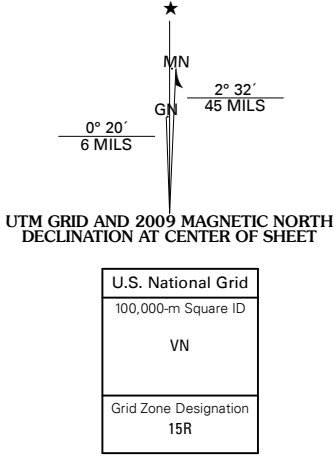 ★
MN
2° 32´
45 MILS
GN
0° 20´
6 MILS
UTM GRID AND 2009 MAGNETIC NORTH
DECLINATION AT CENTER OF SHEET
U.S. National Grid
100,000-m Square ID
VN
Grid Zone Designation
15R